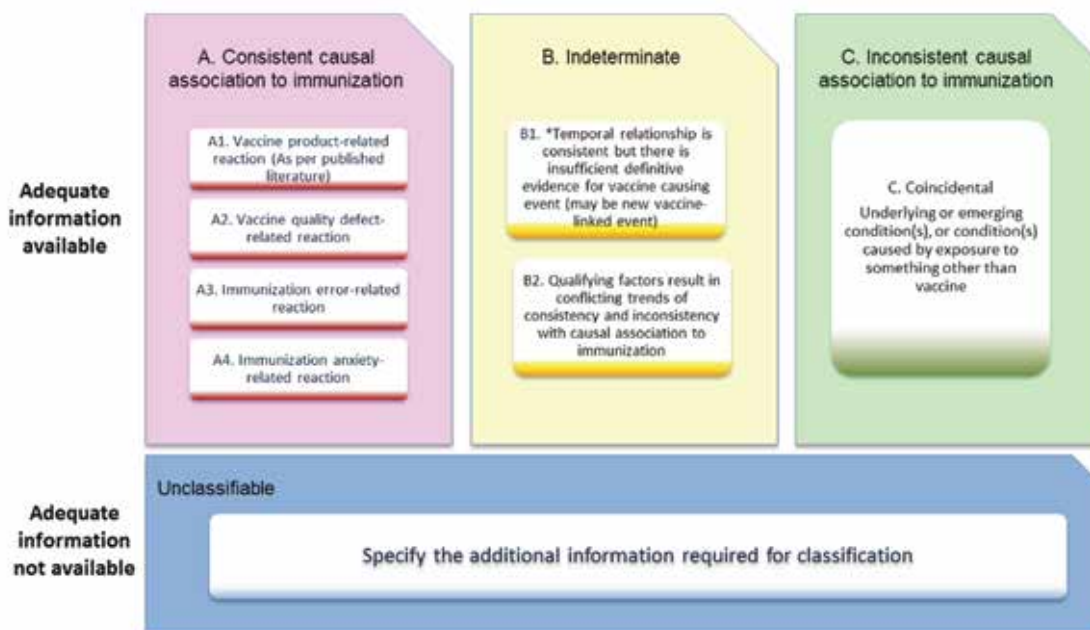 A. Consistent causal
association to immunization
B. Indeterminate
C. Inconsistent causal
association to immunization
Adequate
information
available
A1. Vaccine product-related
reaction (As per published
literature)
A2. Vaccine quality defect-
related reaction
A3. Immunization error-related
reaction
A4. Immunization anxiety-
related reaction
B1. *Temporal relationship is
consistent but there is
insufficient definitive
evidence for vaccine causing
event (may be new vaccine-
linked event)
B2. Qualifying factors result in
conflicting trends of
consistency and inconsistency
with causal association to
immunization
C. Coincidental
Underlying or emerging
condition(s), or condition(s)
caused by exposure to
something other than
vaccine
Adequate
information
not available
Unclassifiable
Specify the additional information required for classification